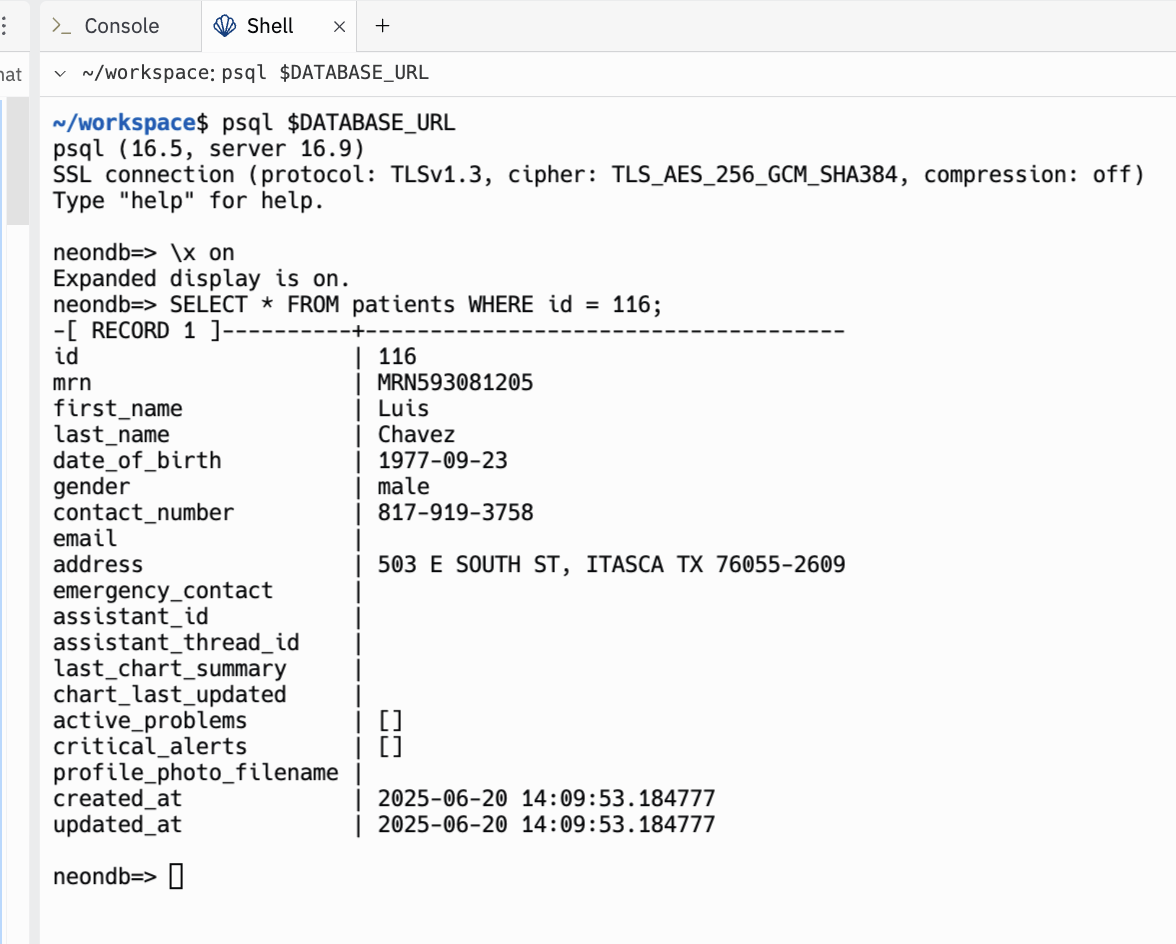 Console
Shell
nat
~/workspace: psql $DATABASE_URL
~/workspace$ psql $DATABASE_URL
psql (16.5, server 16.9)
SSL connection (protocol: TLSv1.3, cipher: TLS_AES_256_GCM_SHA384, compression: off)
Type "help" for help.
neondb=> \x on
Expanded display is on.
neondb=> SELECT * FROM patients WHERE id = 116;
-[ RECORD 1 ]----------+-------------------------------------
id | 116
mrn | MRN593081205
first_name | Luis
last_name | Chavez
date_of_birth | 1977-09-23
gender | male
contact_number | 817-919-3758
email |
address | 503 E SOUTH ST, ITASCA TX 76055-2609
emergency_contact |
assistant_id |
assistant_thread_id |
last_chart_summary |
chart_last_updated |
active_problems | []
critical_alerts | []
profile_photo_filename |
created_at | 2025-06-20 14:09:53.184777
updated_at | 2025-06-20 14:09:53.184777
neondb=>